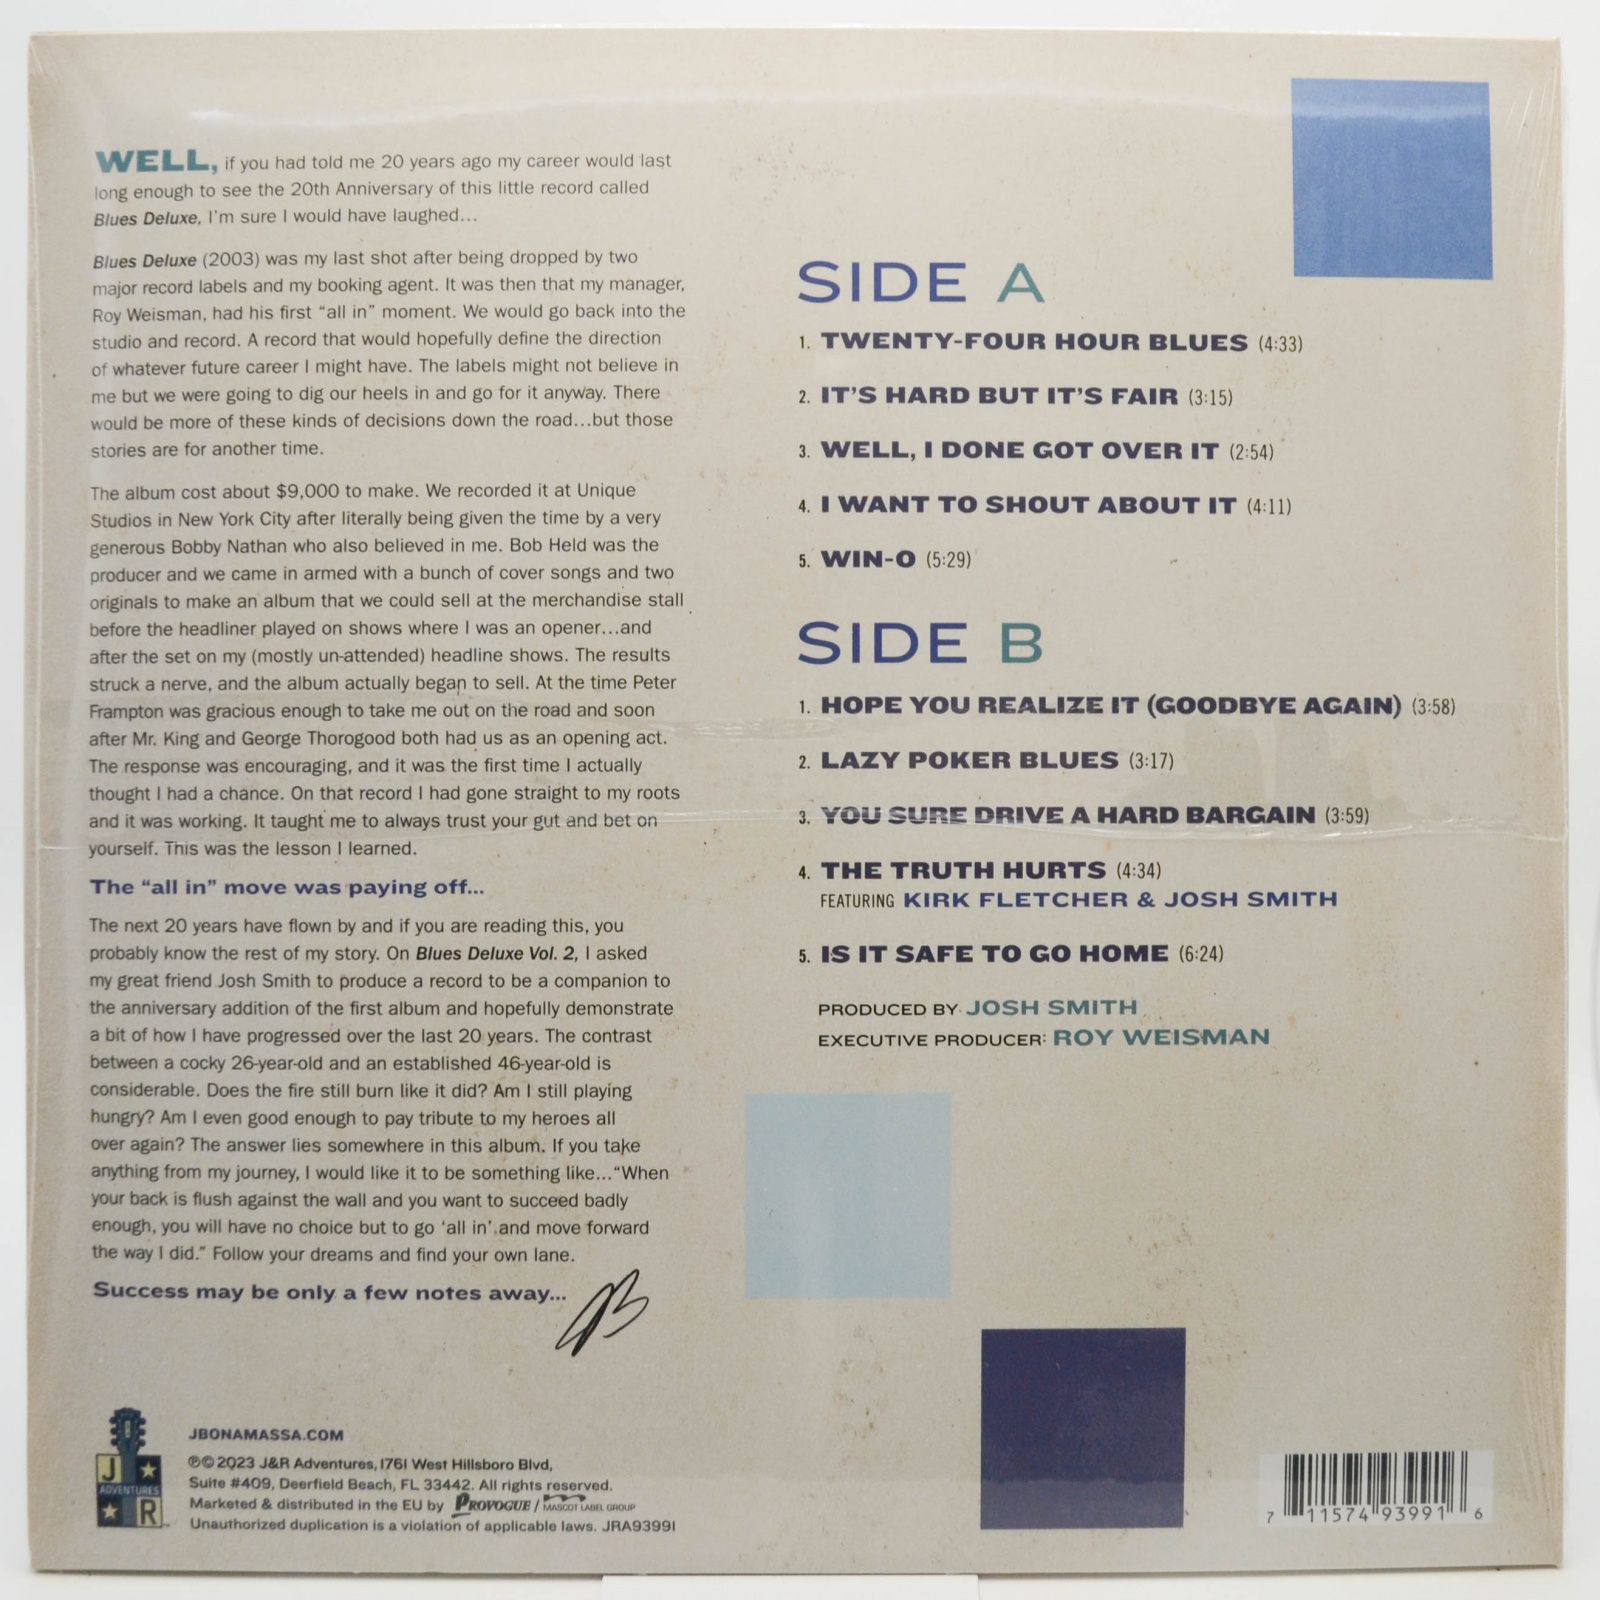 WELL, if you had told me 20 years ago my career would last
long enough to see the 20th Anniversary of this little record called
Blues Deluxe, I'm sure I would have laughed...
Blues Deluxe (2003) was my last shot after being dropped by two
major record labels and my booking agent. It was then that my manager,
Roy Weisman, had his first "all in" moment. We would go back into the
studio and record. A record that would hopefully define the direction
of whatever future career I might have. The labels might not believe in
me but we were going to dig our heels in and go for it anyway. There
would be more of these kinds of decisions down the road...but those
stories are for another time.
The album cost about $9,000 to make. We recorded it at Unique
Studios in New York City after literally being given the time by a very
generous Bobby Nathan who also believed in me. Bob Held was the
producer and we came in armed with a bunch of cover songs and two
originals to make an album that we could sell at the merchandise stall
before the headliner played on shows where I was an opener...and
after the set on my (mostly un-attended) headline shows. The results
struck a nerve, and the album actually began to sell. At the time Peter
Frampton was gracious enough to take me out on the road and soon
after Mr. King and George Thorogood both had us as an opening act.
The response was encouraging, and it was the first time I actually
thought I had a chance. On that record I had gone straight to my roots
and it was working. It taught me to always trust your gut and bet on
yourself. This was the lesson I learned.
The "all in" move was paying off...
The next 20 years have flown by and if you are reading this, you
probably know the rest of my story. On Blues Deluxe Vol. 2, I asked
my great friend Josh Smith to produce a record to be a companion to
the anniversary addition of the first album and hopefully demonstrate
a bit of how I have progressed over the last 20 years. The contrast
between a cocky 26-year-old and an established 46-year-old is
considerable. Does the fire still burn like it did? Am I still playing
hungry? Am I even good enough to pay tribute to my heroes all
over again? The answer lies somewhere in this album. If you take
anything from my journey, I would like it to be something like..."When
your back is flush against the wall and you want to succeed badly
enough, you will have no choice but to go 'all in' and move forward
the way I did." Follow your dreams and find your own lane.
Success may be only a few notes away...
JB
SIDE A
1. TWENTY-FOUR HOUR BLUES (4:33)
2. IT'S HARD BUT IT'S FAIR (3:15)
3. WELL, I DONE GOT OVER IT (2:54)
4. I WANT TO SHOUT ABOUT IT (4:11)
5. WIN-O (5:29)
SIDE B
1. HOPE YOU REALIZE IT (GOODBYE AGAIN) (3:58)
2. LAZY POKER BLUES (3:17)
3. YOU SURE DRIVE A HARD BARGAIN (3:59)
4. THE TRUTH HURTS (4:34)
FEATURING KIRK FLETCHER & JOSH SMITH
5. IS IT SAFE TO GO HOME (6:24)
PRODUCED BY JOSH SMITH
EXECUTIVE PRODUCER: ROY WEISMAN
J
ADVENTURES
R
JBONAMASSA.COM
℗© 2023 J&R Adventures, 1761 West Hillsboro Blvd,
Suite #409, Deerfield Beach, FL 33442. All rights reserved.
Marketed & distributed in the EU by PROVOGUE / MASCOT LABEL GROUP
Unauthorized duplication is a violation of applicable laws. JRA93991
7 11574 93991 6